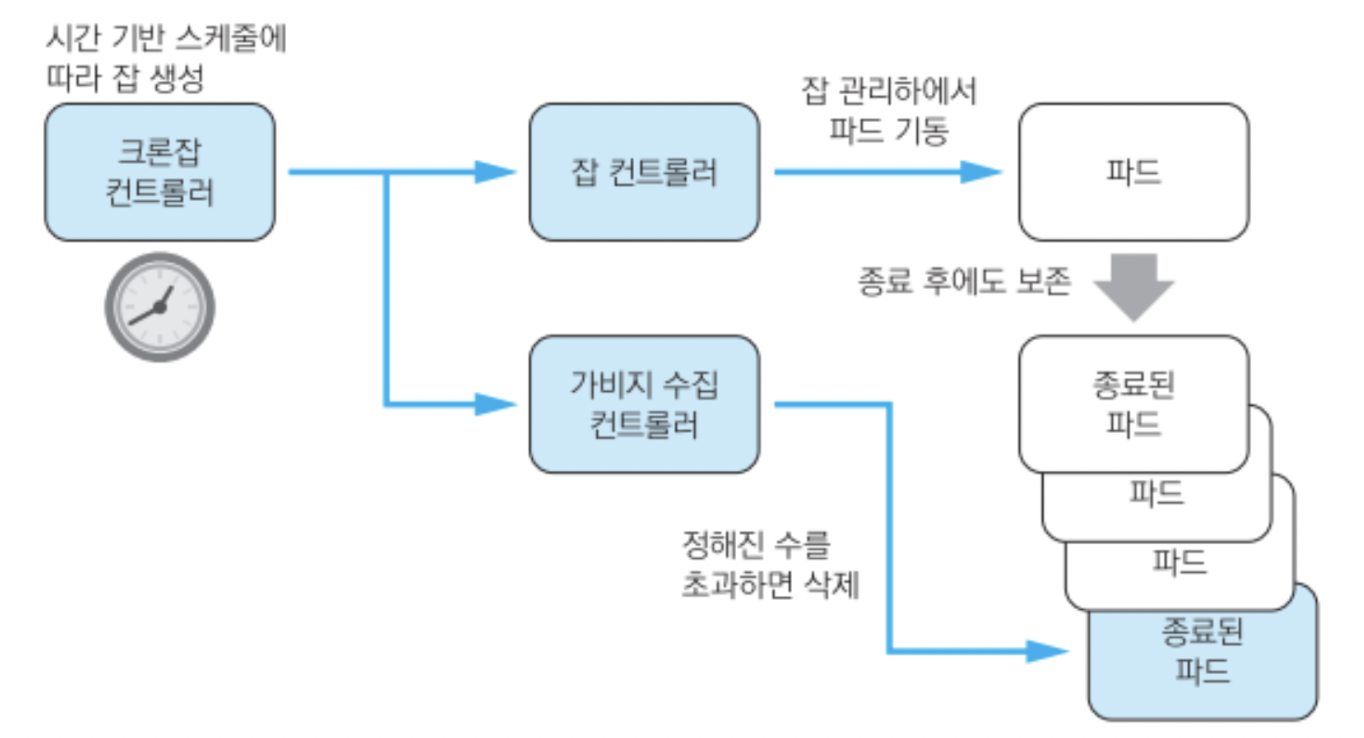 시간 기반 스케줄에
따라 잡 생성
크론잡
컨트롤러
잡 컨트롤러
잡 관리하에서
파드 기동
파드
종료 후에도 보존
가비지 수집
컨트롤러
종료된
파드
파드
파드
정해진 수를
초과하면 삭제
종료된
파드